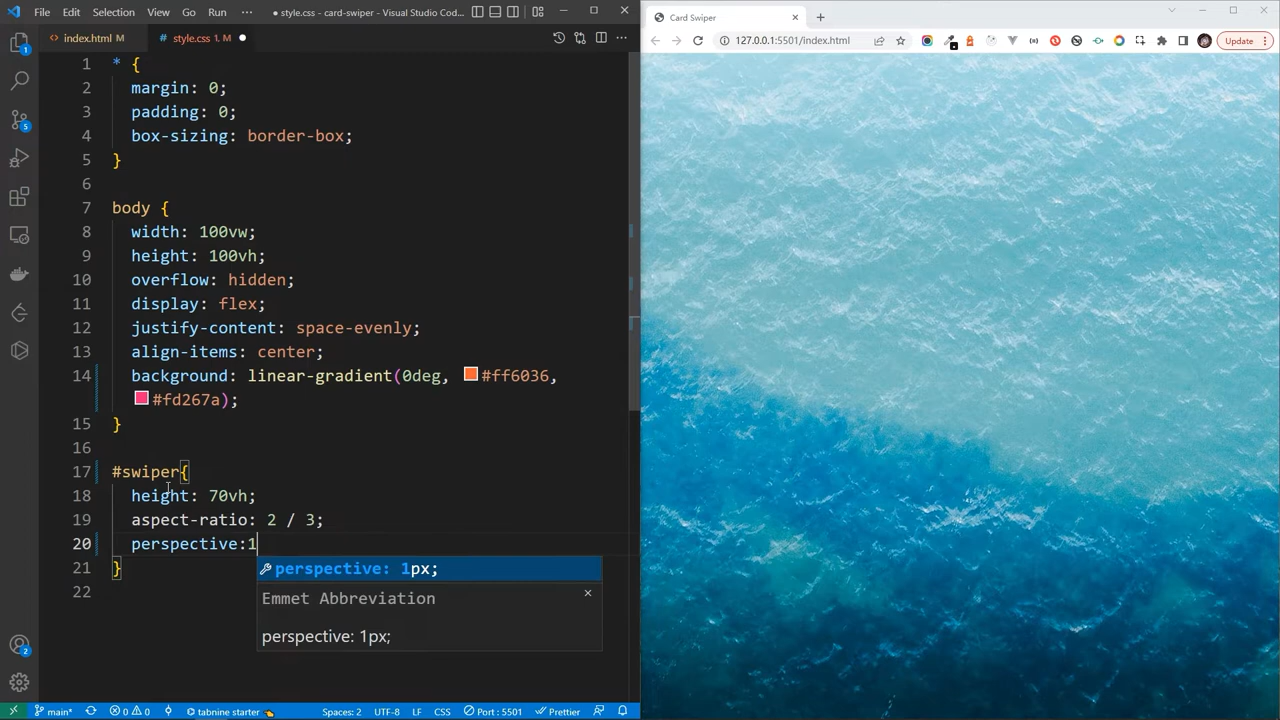 File Edit Selection View Go Run ··· ● style.css - card-swiper - Visual Studio Cod...
index.html M # style.css 1, M ●
1 * {
2 margin: 0;
3 padding: 0;
4 box-sizing: border-box;
5 }
6
7 body {
8 width: 100vw;
9 height: 100vh;
10 overflow: hidden;
11 display: flex;
12 justify-content: space-evenly;
13 align-items: center;
14 background: linear-gradient(0deg, #ff6036,
#fd267a);
15 }
16
17 #swiper{
18 height: 70vh;
19 aspect-ratio: 2 / 3;
20 perspective:1
perspective: 1px;
21 }
Emmet Abbreviation
22
perspective: 1px;
1
5
2
main* 0 0 tabnine starter Spaces: 2 UTF-8 LF CSS Port : 5501 Prettier
Card Swiper
127.0.0.1:5501/index.html
Update